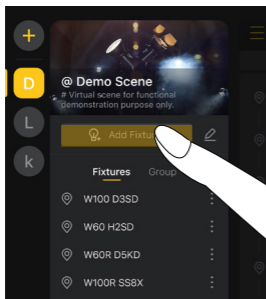 +
@ Demo Scene
# Virtual scene for functional
demonstration purpose only.
D
L
Add Fixtu
k
Fixtures Group
W100 D3SD
W60 H2SD
W60R D5KD
W100R SS8X